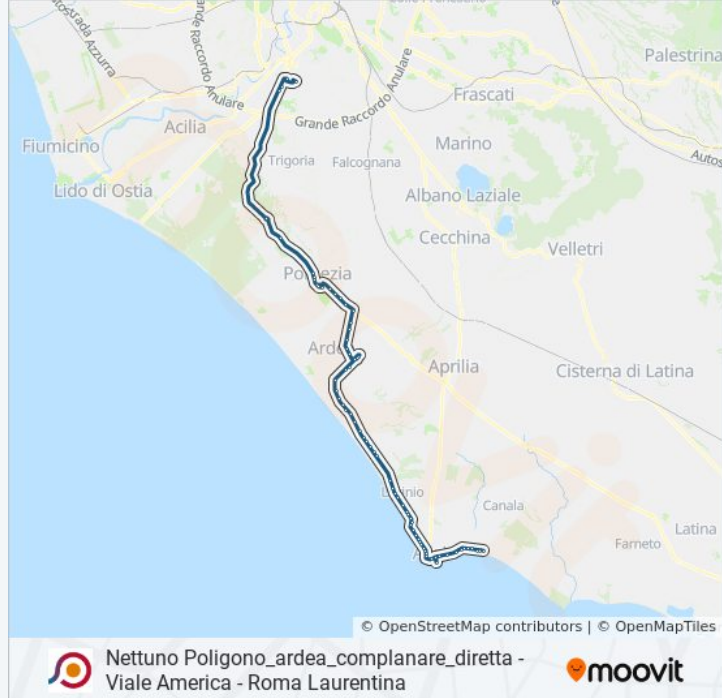 Autostrada Azzurra
Grande Raccordo Anulare
Palestrina
Frascati
Grande Raccordo Anulare
Acilia
Fiumicino
Marino
Trigoria
Falcognana
Lido di Ostia
Albano Laziale
Cecchina
Velletri
Aprilia
Cisterna di Latina
Canala
Latina
Farneto
© OpenStreetMap contributors | © OpenMapTiles
Nettuno Poligono_ardea_complanare_diretta -
Viale America - Roma Laurentina
moovit